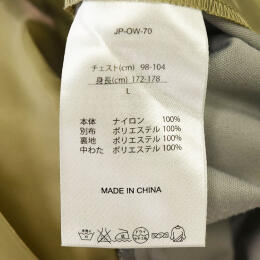 JP-OW-70
チェスト(cm) 98-104
身長(cm) 172-178
L
本体 ナイロン 100%
別布 ポリエステル 100%
裏地 ポリエステル 100%
中わた ポリエステル 100%
MADE IN CHINA